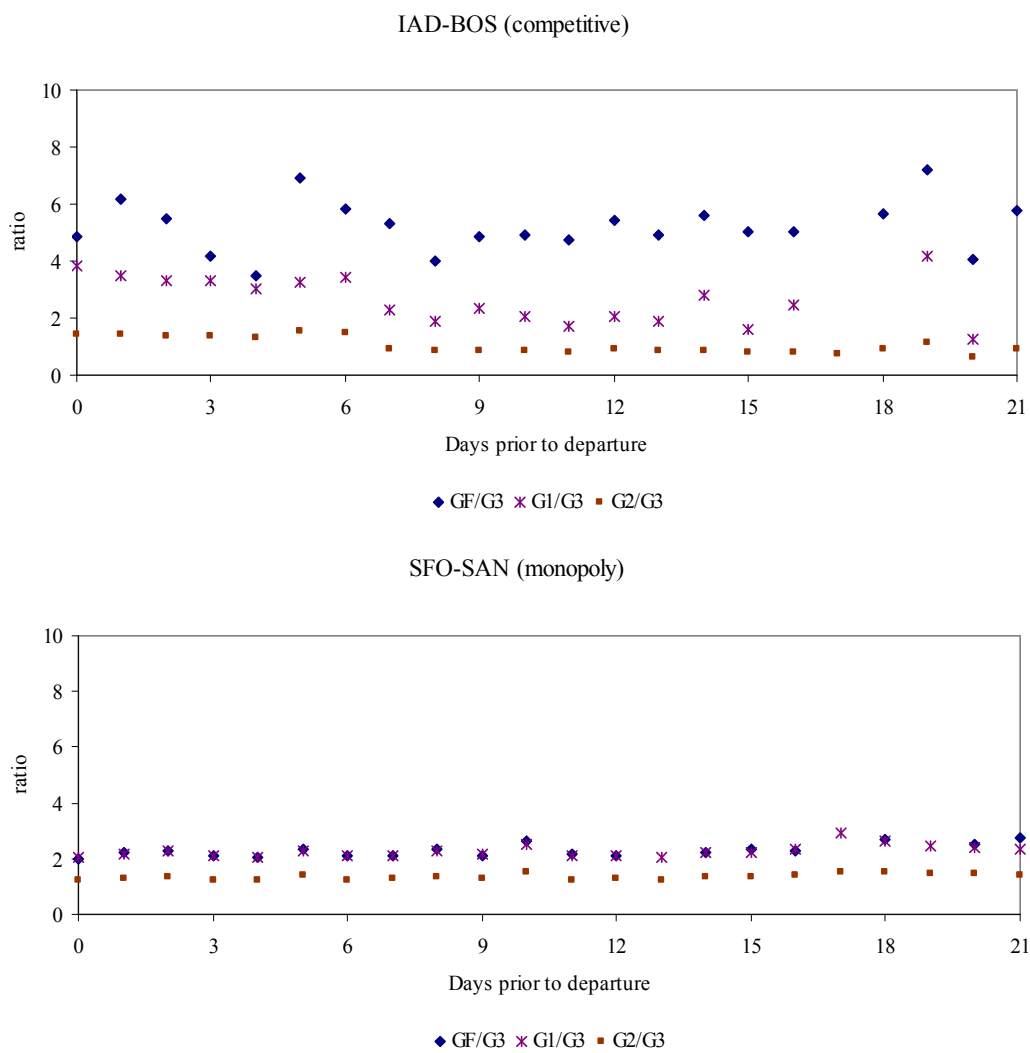 IAD-BOS (competitive)
10
8
6
4
2
0
ratio
0 3 6 9 12 15 18 21
Days prior to departure
GF/G3 G1/G3 G2/G3
SFO-SAN (monopoly)
10
8
6
4
2
0
ratio
0 3 6 9 12 15 18 21
Days prior to departure
GF/G3 G1/G3 G2/G3